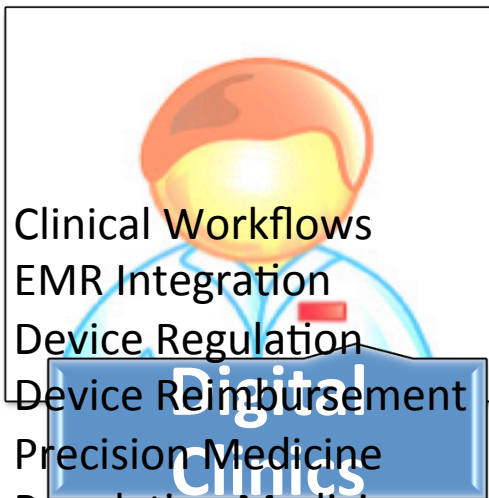 Clinical Workflows
EMR Integration
Device Regulation
Device Reimbursement
Digital
Precision Medicine
Clinics